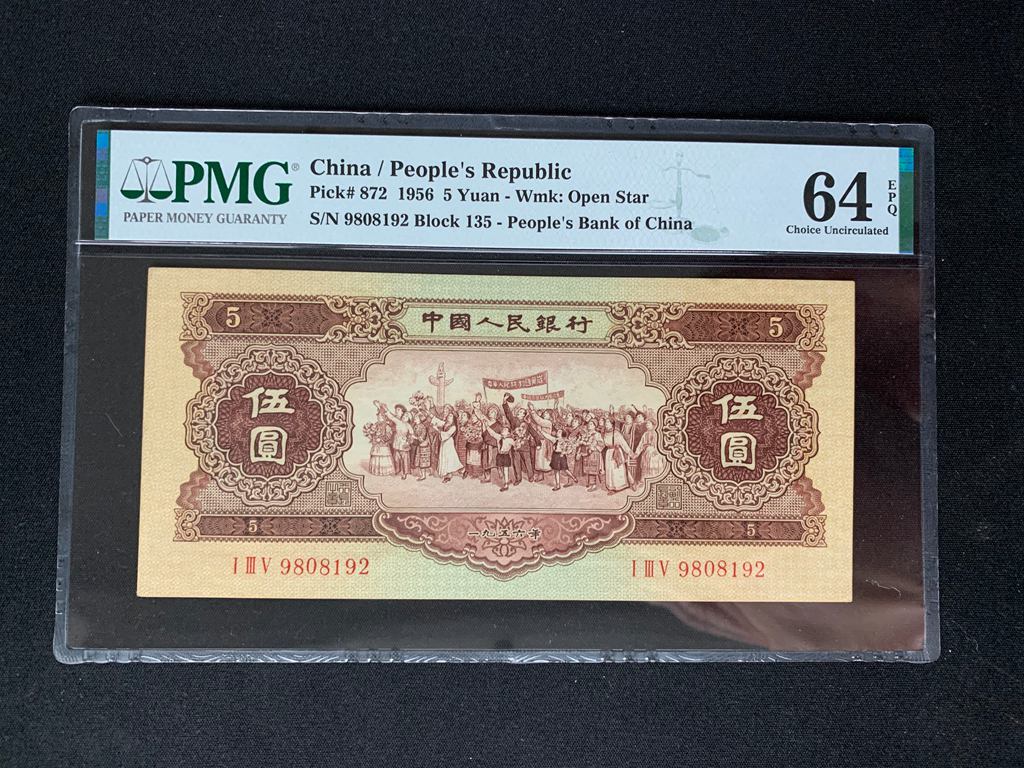 PMG®
PAPER MONEY GUARANTY
China / People's Republic
Pick# 872 1956 5 Yuan - Wmk: Open Star
S/N 9808192 Block 135 - People's Bank of China
64 EPQ
Choice Uncirculated
5 中國人民銀行 5
伍圓 伍圓
5 5
一九五六年
I III V 9808192 I III V 9808192